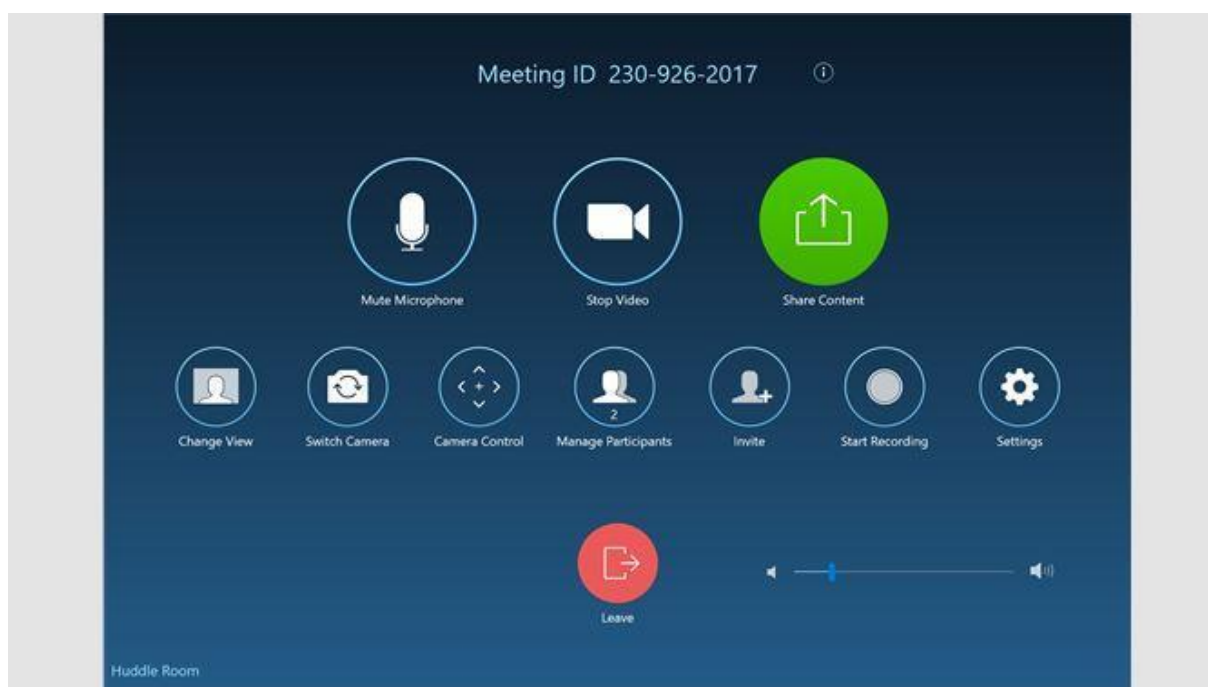 Meeting ID 230-926-2017
Mute Microphone
Stop Video
Share Content
Change View
Switch Camera
Camera Control
2
Manage Participants
Invite
Start Recording
Settings
Leave
Huddle Room